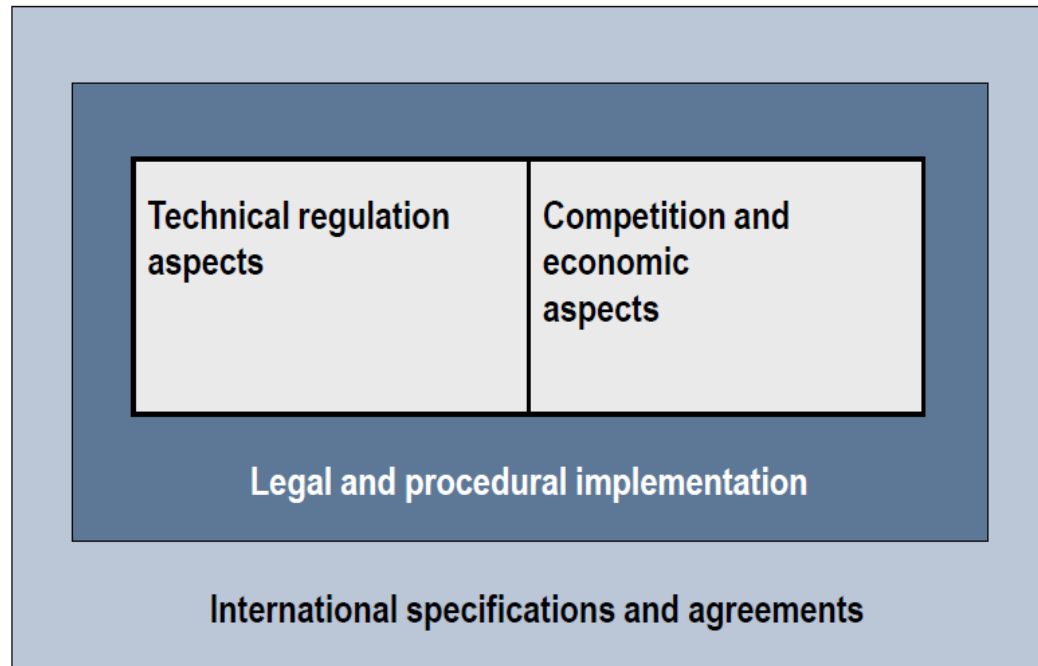 Technical regulation
aspects
Competition and
economic
aspects
Legal and procedural implementation
International specifications and agreements